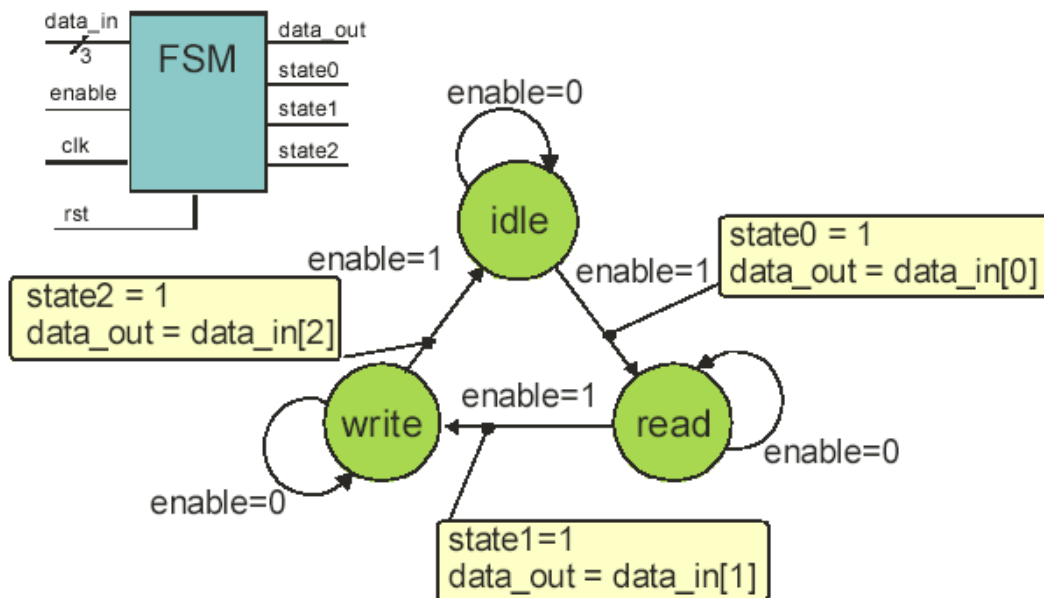 data_in
3
enable
clk
rst
FSM
data_out
state0
state1
state2
enable=0
idle
enable=1
enable=1
state0 = 1
data_out = data_in[0]
state2 = 1
data_out = data_in[2]
write
enable=1
read
enable=0
enable=0
state1=1
data_out = data_in[1]